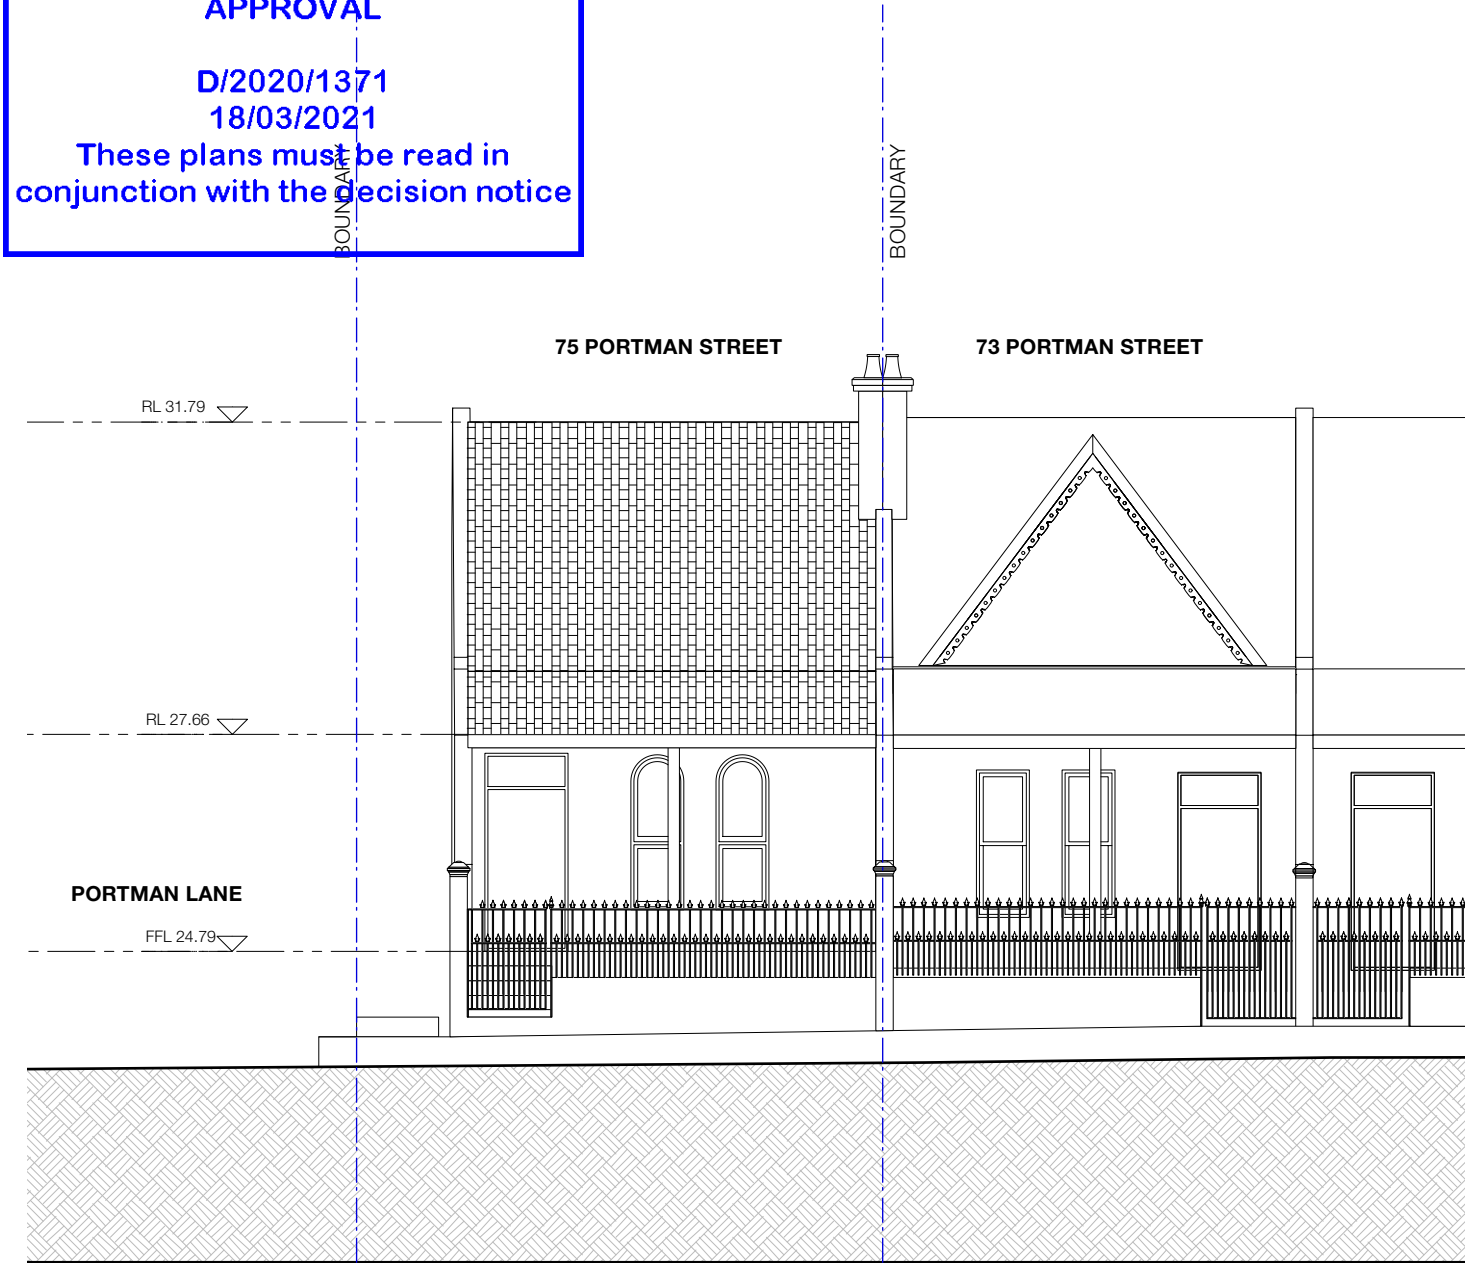 APPROVAL
D/2020/1371
18/03/2021
These plans must be read in
conjunction with the decision notice
BOUNDARY
BOUNDARY
75 PORTMAN STREET
73 PORTMAN STREET
RL 31.79
RL 27.66
PORTMAN LANE
FFL 24.79